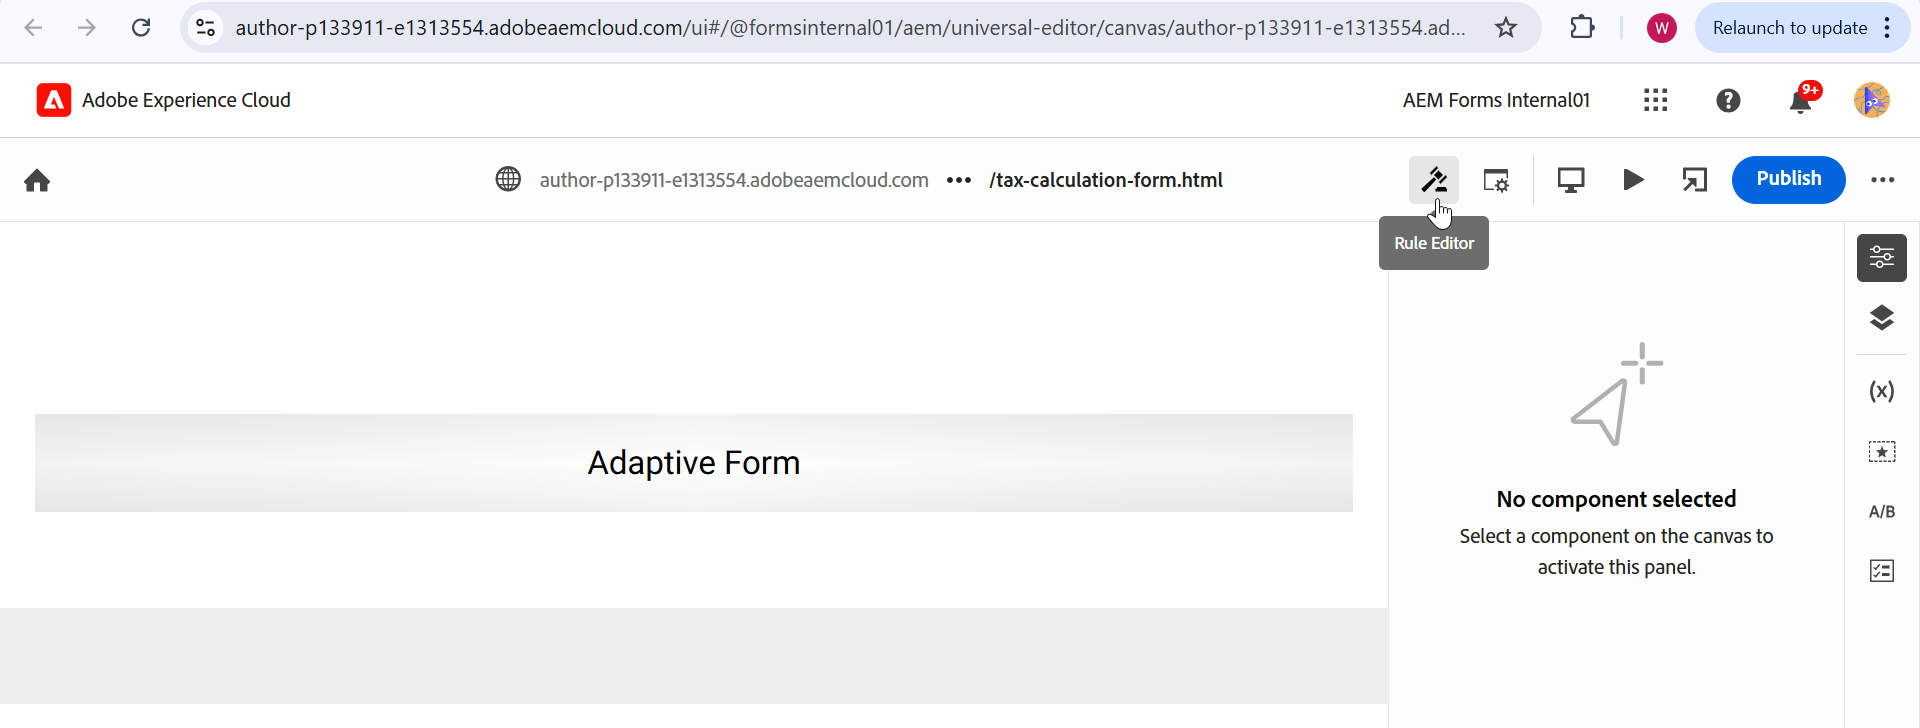 author-p133911-e1313554.adobeaemcloud.com/ui#/@formsinternal01/aem/universal-editor/canvas/author-p133911-e1313554.ad...
W
Relaunch to update
Adobe Experience Cloud
AEM Forms Internal01
9+
author-p133911-e1313554.adobeaemcloud.com ••• /tax-calculation-form.html
Publish
Rule Editor
Adaptive Form
No component selected
Select a component on the canvas to
activate this panel.
(x)
A/B